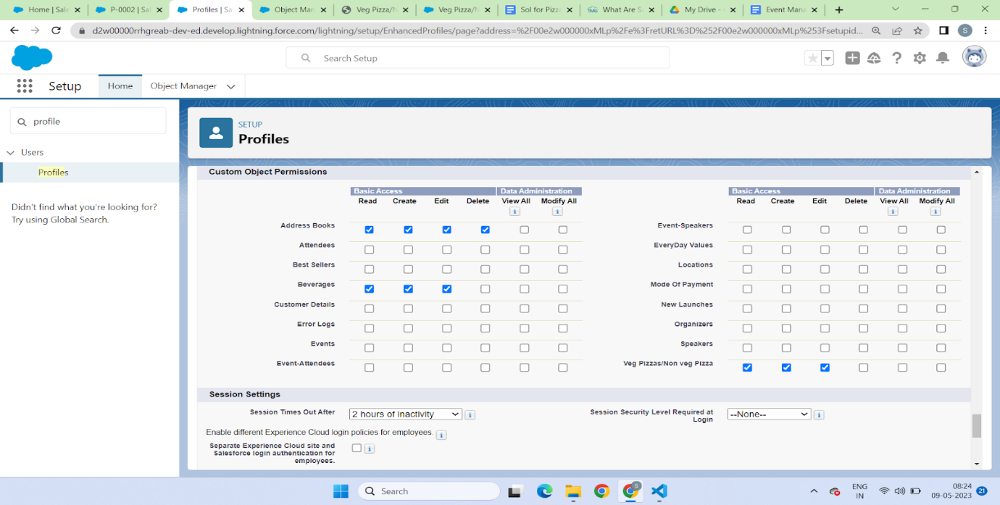 Home | Sale
P-0002 | Sal
Profiles | Sa
Object Man
Veg Pizza/N
Veg Pizza/N
Sol for Pizza
What Are S
My Drive -
Event Mana
d2w00000rrhgreab-dev-ed.develop.lightning.force.com/lightning/setup/EnhancedProfiles/page?address=%2F00e2w000000xMLp%2Fe%3FretURL%3D%252F00e2w000000xMLp%253Fsetupid...
S
Search Setup
Setup
Home
Object Manager
profile
Users
Profiles
Didn't find what you're looking for?
Try using Global Search.
SETUP
Profiles
Custom Object Permissions
Basic Access Data Administration
Read Create Edit Delete View All Modify All
Address Books
Attendees
Best Sellers
Beverages
Customer Details
Error Logs
Events
Event-Attendees
Basic Access Data Administration
Read Create Edit Delete View All Modify All
Event-Speakers
EveryDay Values
Locations
Mode Of Payment
New Launches
Organizers
Speakers
Veg Pizzas/Non veg Pizza
Session Settings
Session Times Out After 2 hours of inactivity
Session Security Level Required at
Login
--None--
Enable different Experience Cloud login policies for employees.
Separate Experience Cloud site and
Salesforce login authentication for
employees.
Search
S
ENG
IN
08:24
09-05-2023
21